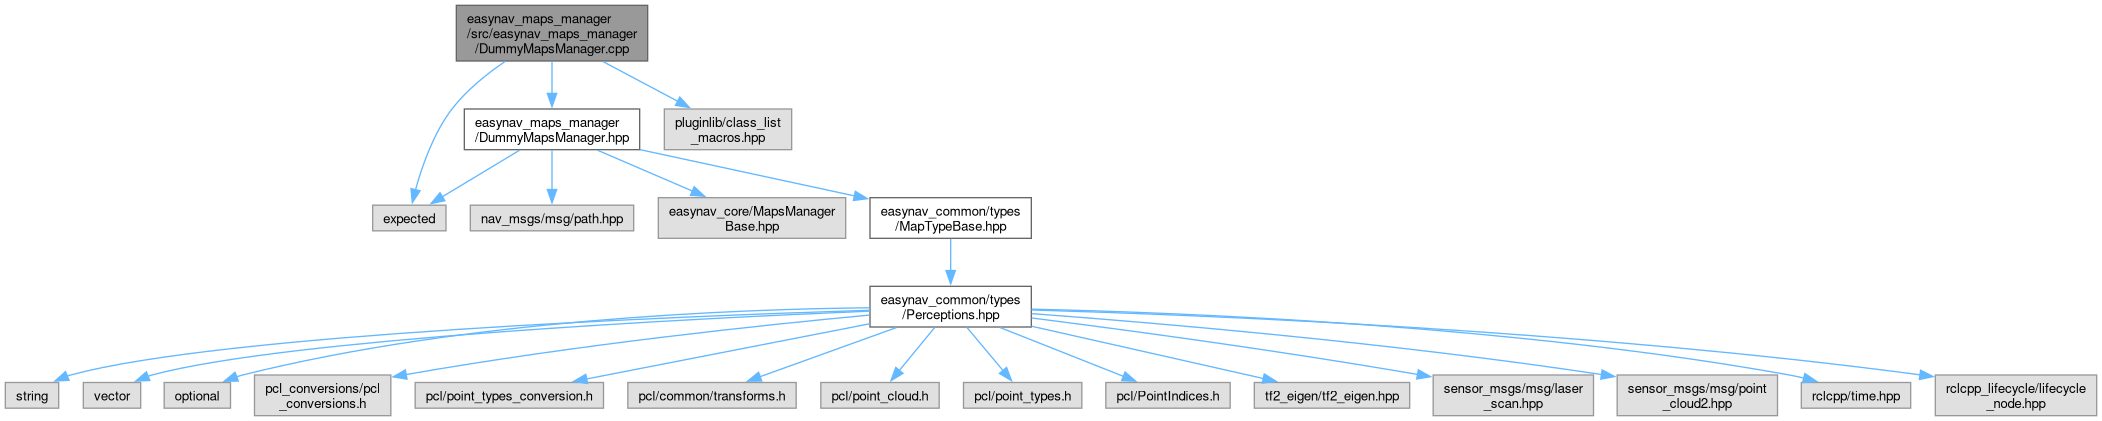 easynav_maps_manager
/src/easynav_maps_manager
/DummyMapsManager.cpp
easynav_maps_manager
/DummyMapsManager.hpp
pluginlib/class_list
_macros.hpp
expected
nav_msgs/msg/path.hpp
easynav_core/MapsManager
Base.hpp
easynav_common/types
/MapTypeBase.hpp
easynav_common/types
/Perceptions.hpp
string
vector
optional
pcl_conversions/pcl
_conversions.h
pcl/point_types_conversion.h
pcl/common/transforms.h
pcl/point_cloud.h
pcl/point_types.h
pcl/PointIndices.h
tf2_eigen/tf2_eigen.hpp
sensor_msgs/msg/laser
_scan.hpp
sensor_msgs/msg/point
_cloud2.hpp
rclcpp/time.hpp
rclcpp_lifecycle/lifecycle
_node.hpp